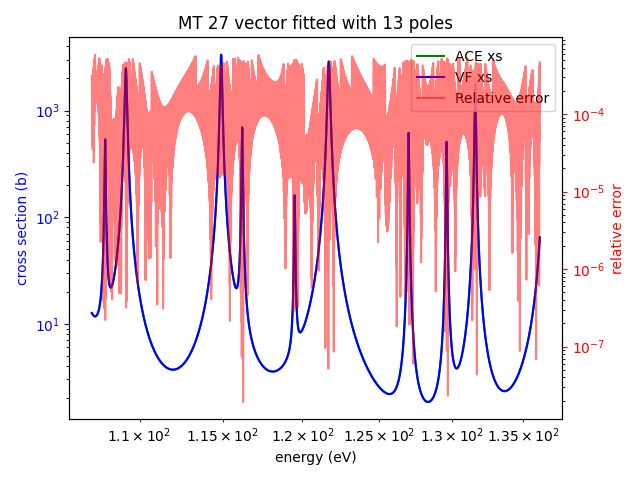 MT 27 vector fitted with 13 poles
ACE xs
VF xs
Relative error
cross section (b)
10³
10²
10¹
relative error
10⁻⁴
10⁻⁵
10⁻⁶
10⁻⁷
1.1 × 10² 1.15 × 10² 1.2 × 10² 1.25 × 10² 1.3 × 10² 1.35 × 10²
energy (eV)